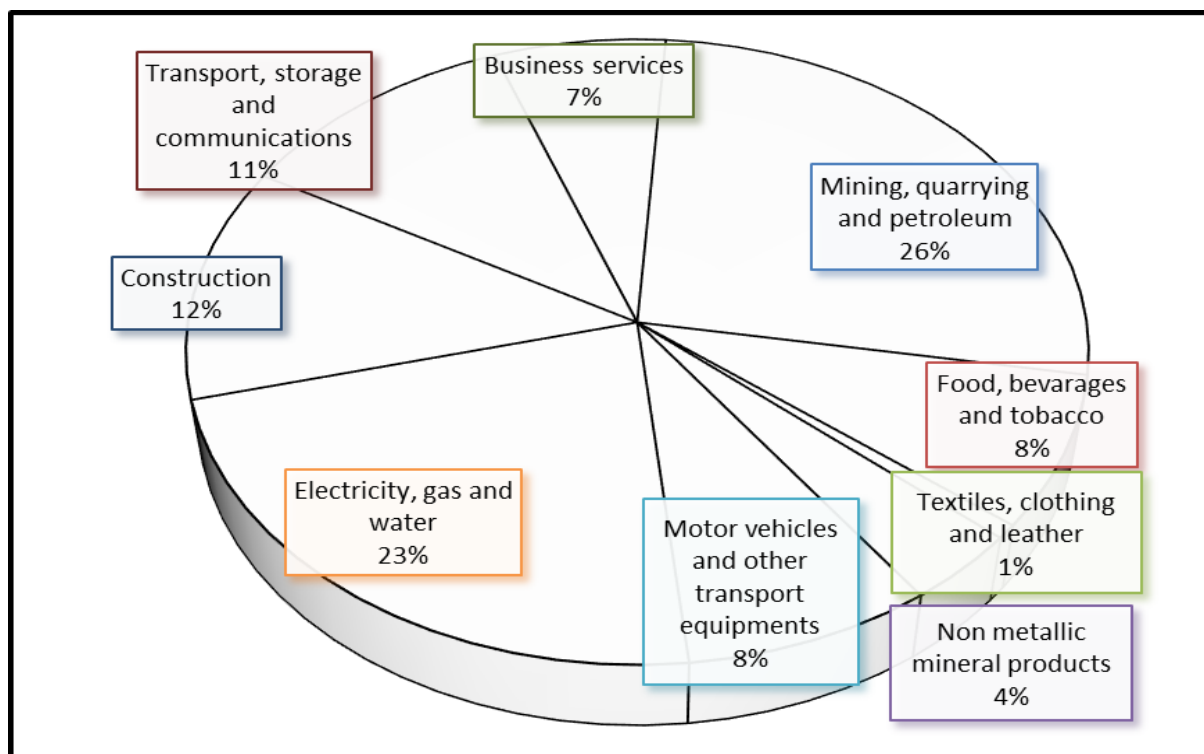 Transport, storage
and
communications
11%
Business services
7%
Mining, quarrying
and petroleum
26%
Construction
12%
Food, bevarages
and tobacco
8%
Electricity, gas and
water
23%
Motor vehicles
and other
transport
equipments
8%
Textiles, clothing
and leather
1%
Non metallic
mineral products
4%